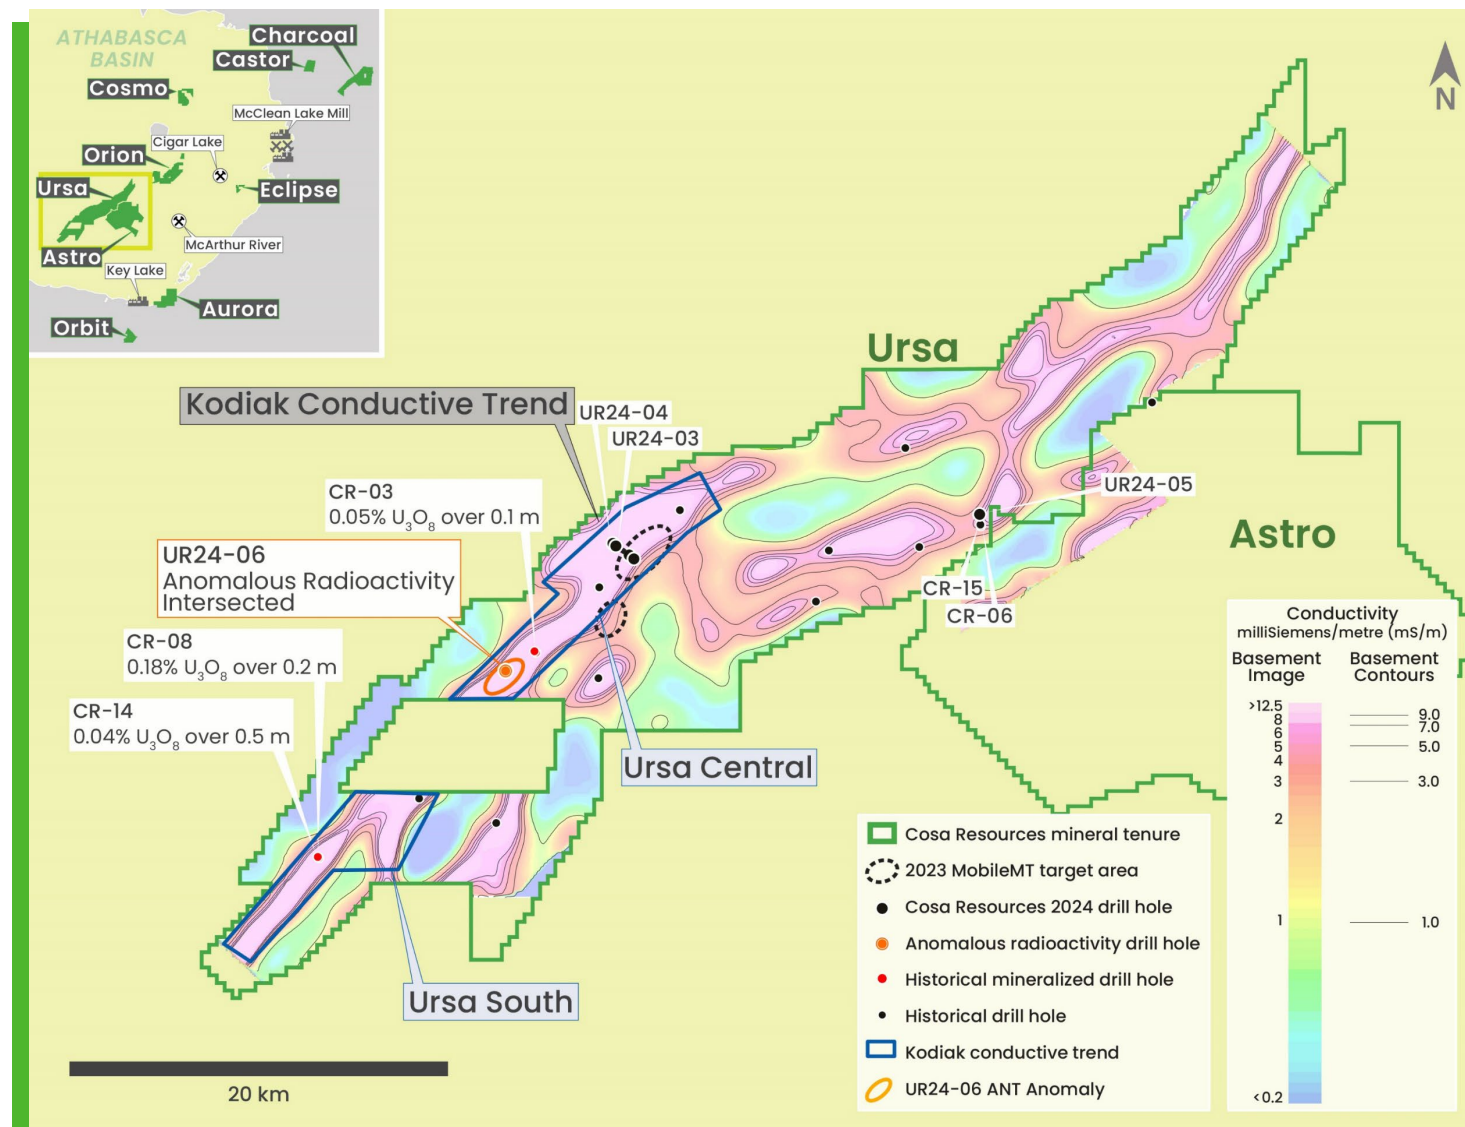 ATHABASCA
BASIN
Charcoal
Castor
Cosmo
McClean Lake Mill
Cigar Lake
Orion
Ursa
Eclipse
McArthur River
Astro
Key Lake
Aurora
Orbit
N
Ursa
Kodiak Conductive Trend
UR24-04
UR24-03
CR-03
0.05% U₃O₈ over 0.1 m
UR24-05
Astro
UR24-06
Anomalous Radioactivity
Intersected
CR-15
CR-06
CR-08
0.18% U₃O₈ over 0.2 m
CR-14
0.04% U₃O₈ over 0.5 m
Ursa Central
Ursa South
20 km
Cosa Resources mineral tenure
2023 MobileMT target area
Cosa Resources 2024 drill hole
Anomalous radioactivity drill hole
Historical mineralized drill hole
Historical drill hole
Kodiak conductive trend
UR24-06 ANT Anomaly
Conductivity
milliSiemens/metre (mS/m)
Basement
Image
Basement
Contours
>12.5
8
6
5
4
3
2
1
<0.2
9.0
7.0
5.0
3.0
1.0